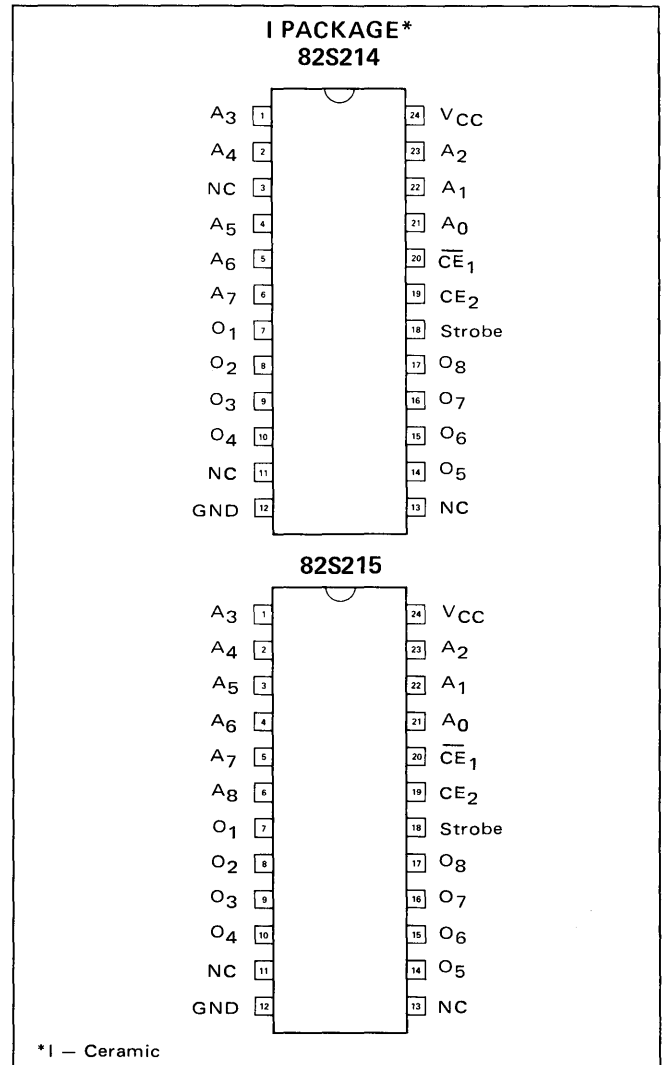 I PACKAGE*
82S214
A3 1 24 VCC
A4 2 23 A2
NC 3 22 A1
A5 4 21 A0
A6 5 20 C̅E̅1
A7 6 19 CE2
O1 7 18 Strobe
O2 8 17 O8
O3 9 16 O7
O4 10 15 O6
NC 11 14 O5
GND 12 13 NC
82S215
A3 1 24 VCC
A4 2 23 A2
A5 3 22 A1
A6 4 21 A0
A7 5 20 C̅E̅1
A8 6 19 CE2
O1 7 18 Strobe
O2 8 17 O8
O3 9 16 O7
O4 10 15 O6
NC 11 14 O5
GND 12 13 NC
*I — Ceramic